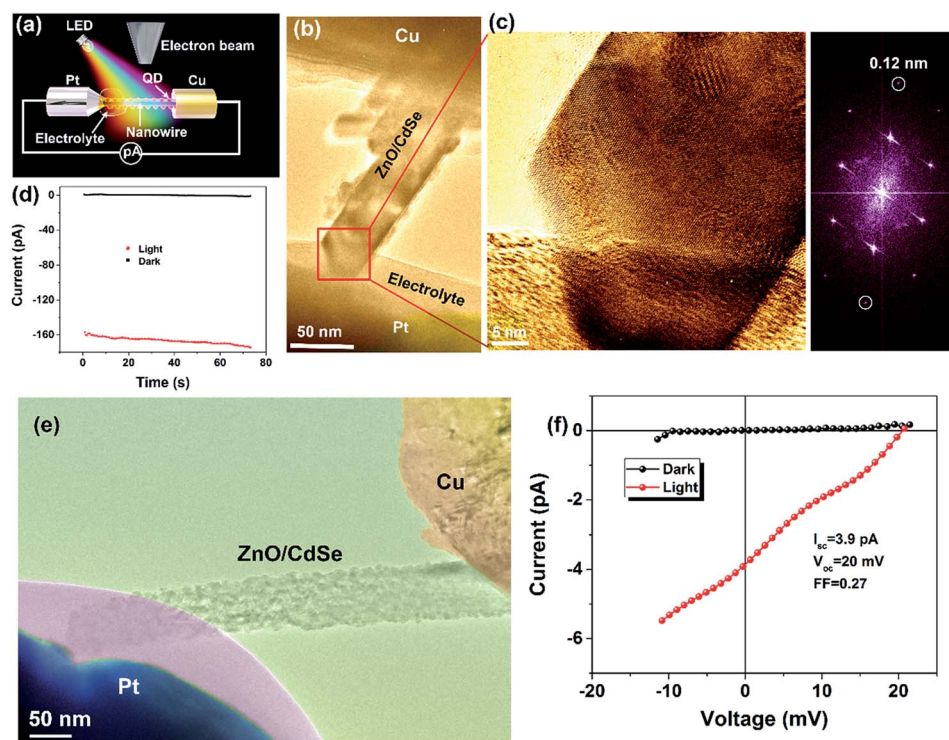 (a)
LED
Electron beam
Pt
QD
Cu
Nanowire
Electrolyte
pA
(b)
Cu
ZnO/CdSe
Electrolyte
Pt
50 nm
(c)
5 nm
0.12 nm
(d)
Current (pA)
0
-40
-80
-120
-160
Light
Dark
0
20
40
60
80
Time (s)
(e)
Cu
ZnO/CdSe
Pt
50 nm
(f)
Current (pA)
0
-2
-4
-6
Dark
Light
Isc=3.9 pA
Voc=20 mV
FF=0.27
-20
-10
0
10
20
Voltage (mV)